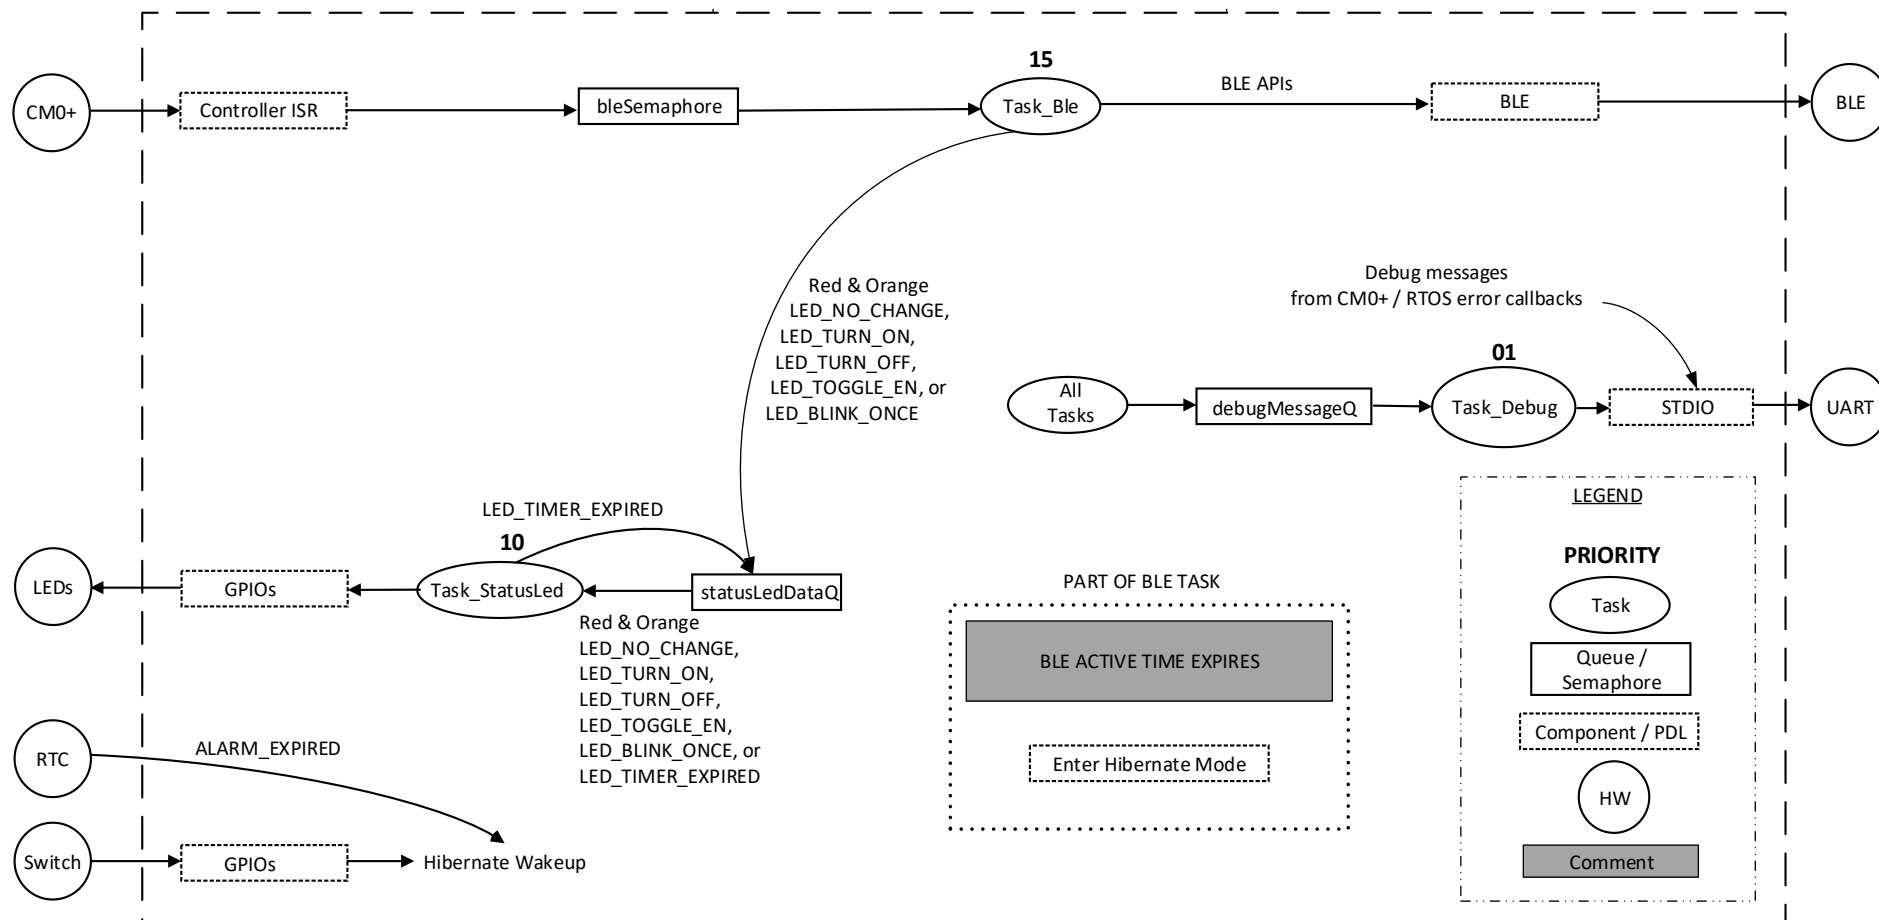 15
CM0+
Controller ISR
bleSemaphore
Task_Ble
BLE APIs
BLE
BLE
Red & Orange
LED_NO_CHANGE,
LED_TURN_ON,
LED_TURN_OFF,
LED_TOGGLE_EN, or
LED_BLINK_ONCE
Debug messages
from CM0+ / RTOS error callbacks
01
All
Tasks
debugMessageQ
Task_Debug
STDIO
UART
LED_TIMER_EXPIRED
10
LEDs
GPIOs
Task_StatusLed
statusLedDataQ
Red & Orange
LED_NO_CHANGE,
LED_TURN_ON,
LED_TURN_OFF,
LED_TOGGLE_EN,
LED_BLINK_ONCE, or
LED_TIMER_EXPIRED
PART OF BLE TASK
BLE ACTIVE TIME EXPIRES
Enter Hibernate Mode
RTC
ALARM_EXPIRED
Switch
GPIOs
Hibernate Wakeup
LEGEND
PRIORITY
Task
Queue /
Semaphore
Component / PDL
HW
Comment